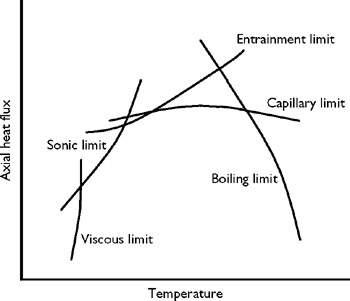 Entrainment limit
Capillary limit
Sonic limit
Boiling limit
Viscous limit
Axial heat flux
Temperature